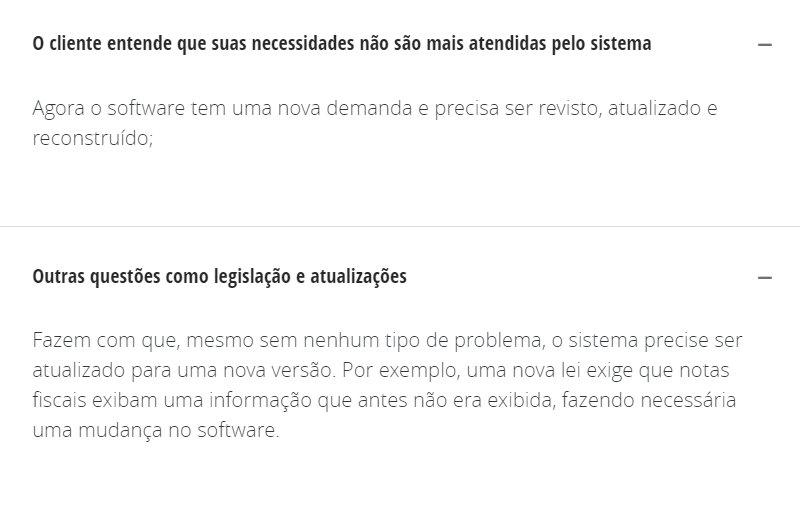 O cliente entende que suas necessidades não são mais atendidas pelo sistema
Agora o software tem uma nova demanda e precisa ser revisto, atualizado e
reconstruído;
Outras questões como legislação e atualizações
Fazem com que, mesmo sem nenhum tipo de problema, o sistema precise ser
atualizado para uma nova versão. Por exemplo, uma nova lei exige que notas
fiscais exibam uma informação que antes não era exibida, fazendo necessária
uma mudança no software.